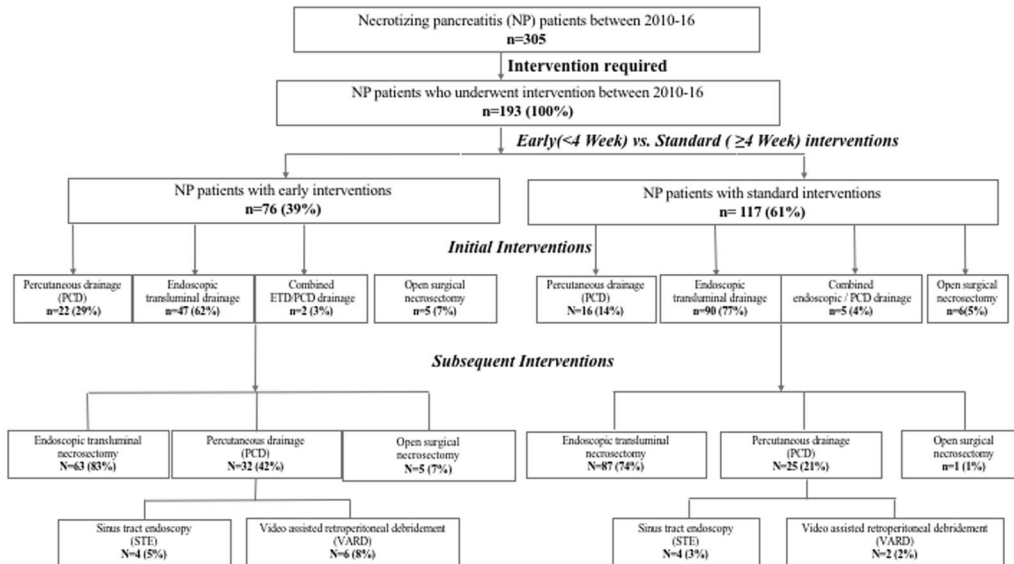 Necrotizing pancreatitis (NP) patients between 2010-16
n=305
Intervention required
NP patients who underwent intervention between 2010-16
n=193 (100%)
Early(<4 Week) vs. Standard ( ≥4 Week) interventions
NP patients with early interventions
n=76 (39%)
NP patients with standard interventions
n= 117 (61%)
Initial Interventions
Percutaneous drainage
(PCD)
n=22 (29%)
Endoscopic
transluminal drainage
n=47 (62%)
Combined
ETD/PCD drainage
n=2 (3%)
Open surgical
necrosectomy
n=5 (7%)
Percutaneous drainage
(PCD)
N=16 (14%)
Endoscopic
transluminal drainage
n=90 (77%)
Combined
endoscopic / PCD drainage
n=5 (4%)
Open surgical
necrosectomy
n=6(5%)
Subsequent Interventions
Endoscopic transluminal
necrosectomy
N=63 (83%)
Percutaneous drainage
(PCD)
N=32 (42%)
Open surgical
necrosectomy
N=5 (7%)
Endoscopic transluminal
necrosectomy
N=87 (74%)
Percutaneous drainage
(PCD)
N=25 (21%)
Open surgical
necrosectomy
n=1 (1%)
Sinus tract endoscopy
(STE)
N=4 (5%)
Video assisted retroperitoneal debridement
(VARD)
N=6 (8%)
Sinus tract endoscopy
(STE)
N=4 (3%)
Video assisted retroperitoneal debridement
(VARD)
N=2 (2%)